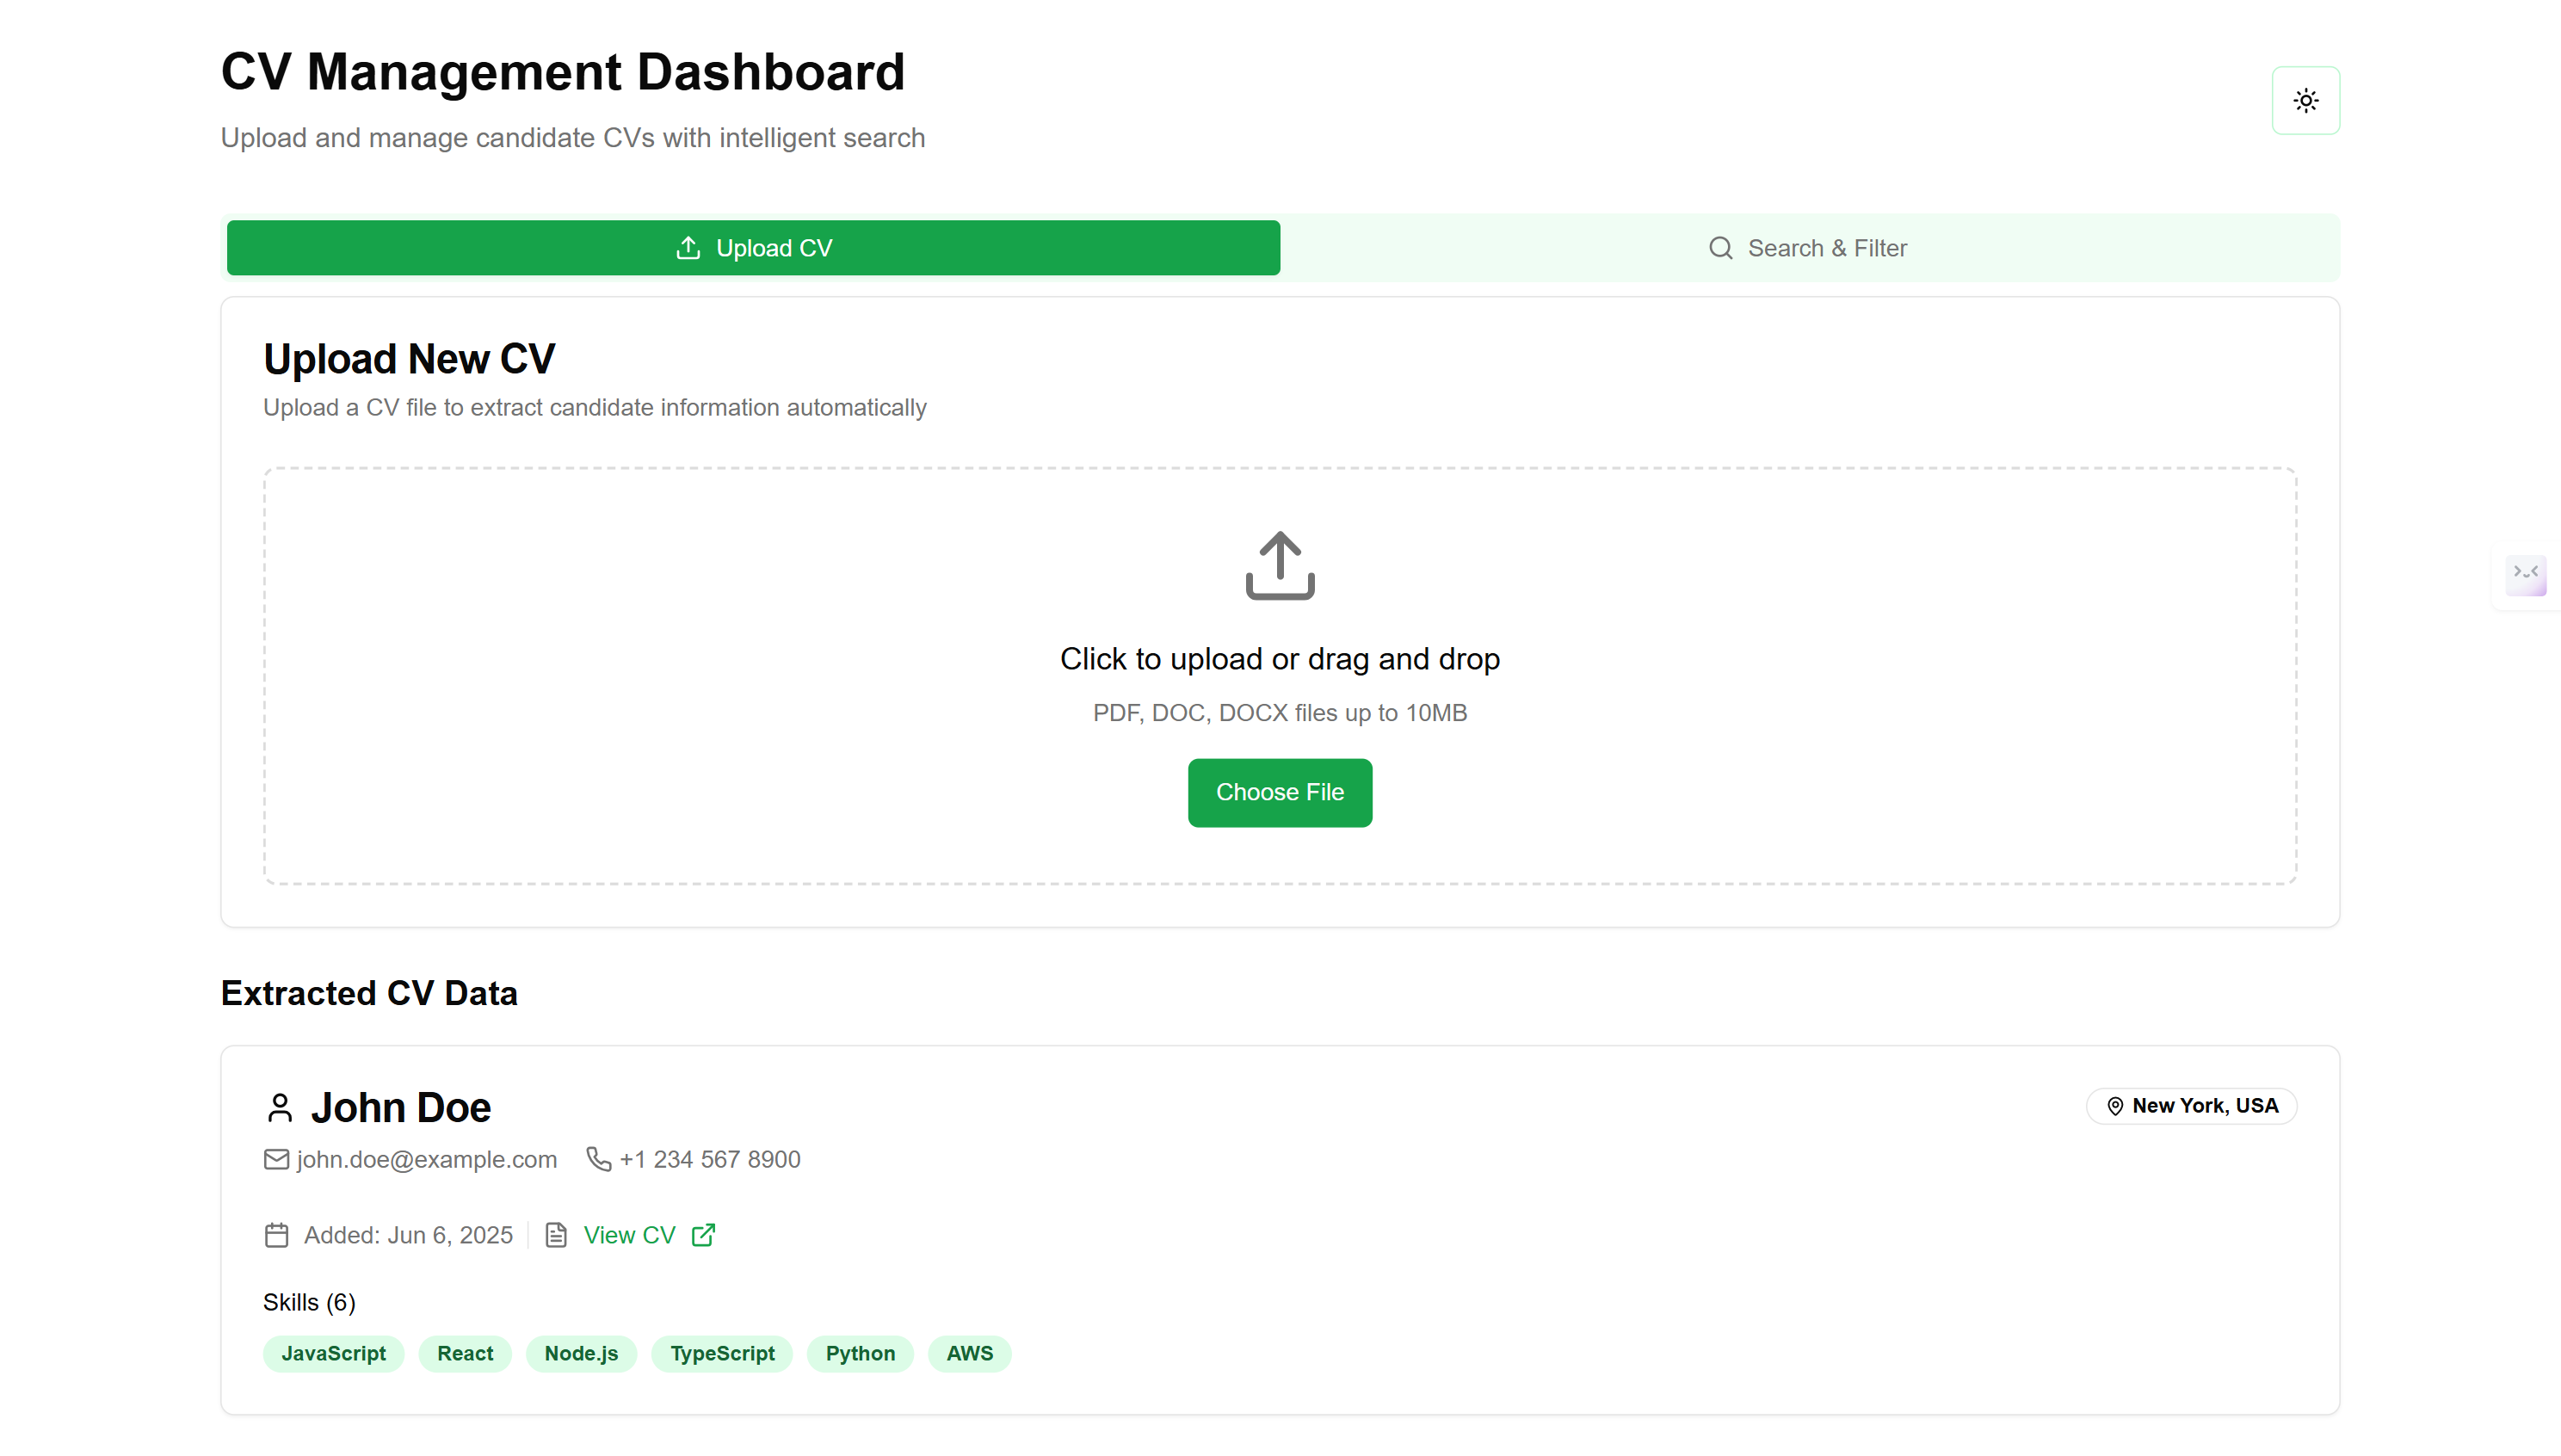 CV Management Dashboard
Upload and manage candidate CVs with intelligent search
Upload CV
Search & Filter
Upload New CV
Upload a CV file to extract candidate information automatically
Click to upload or drag and drop
PDF, DOC, DOCX files up to 10MB
Choose File
Extracted CV Data
John Doe
New York, USA
john.doe@example.com +1 234 567 8900
Added: Jun 6, 2025 View CV
Skills (6)
JavaScript React Node.js TypeScript Python AWS